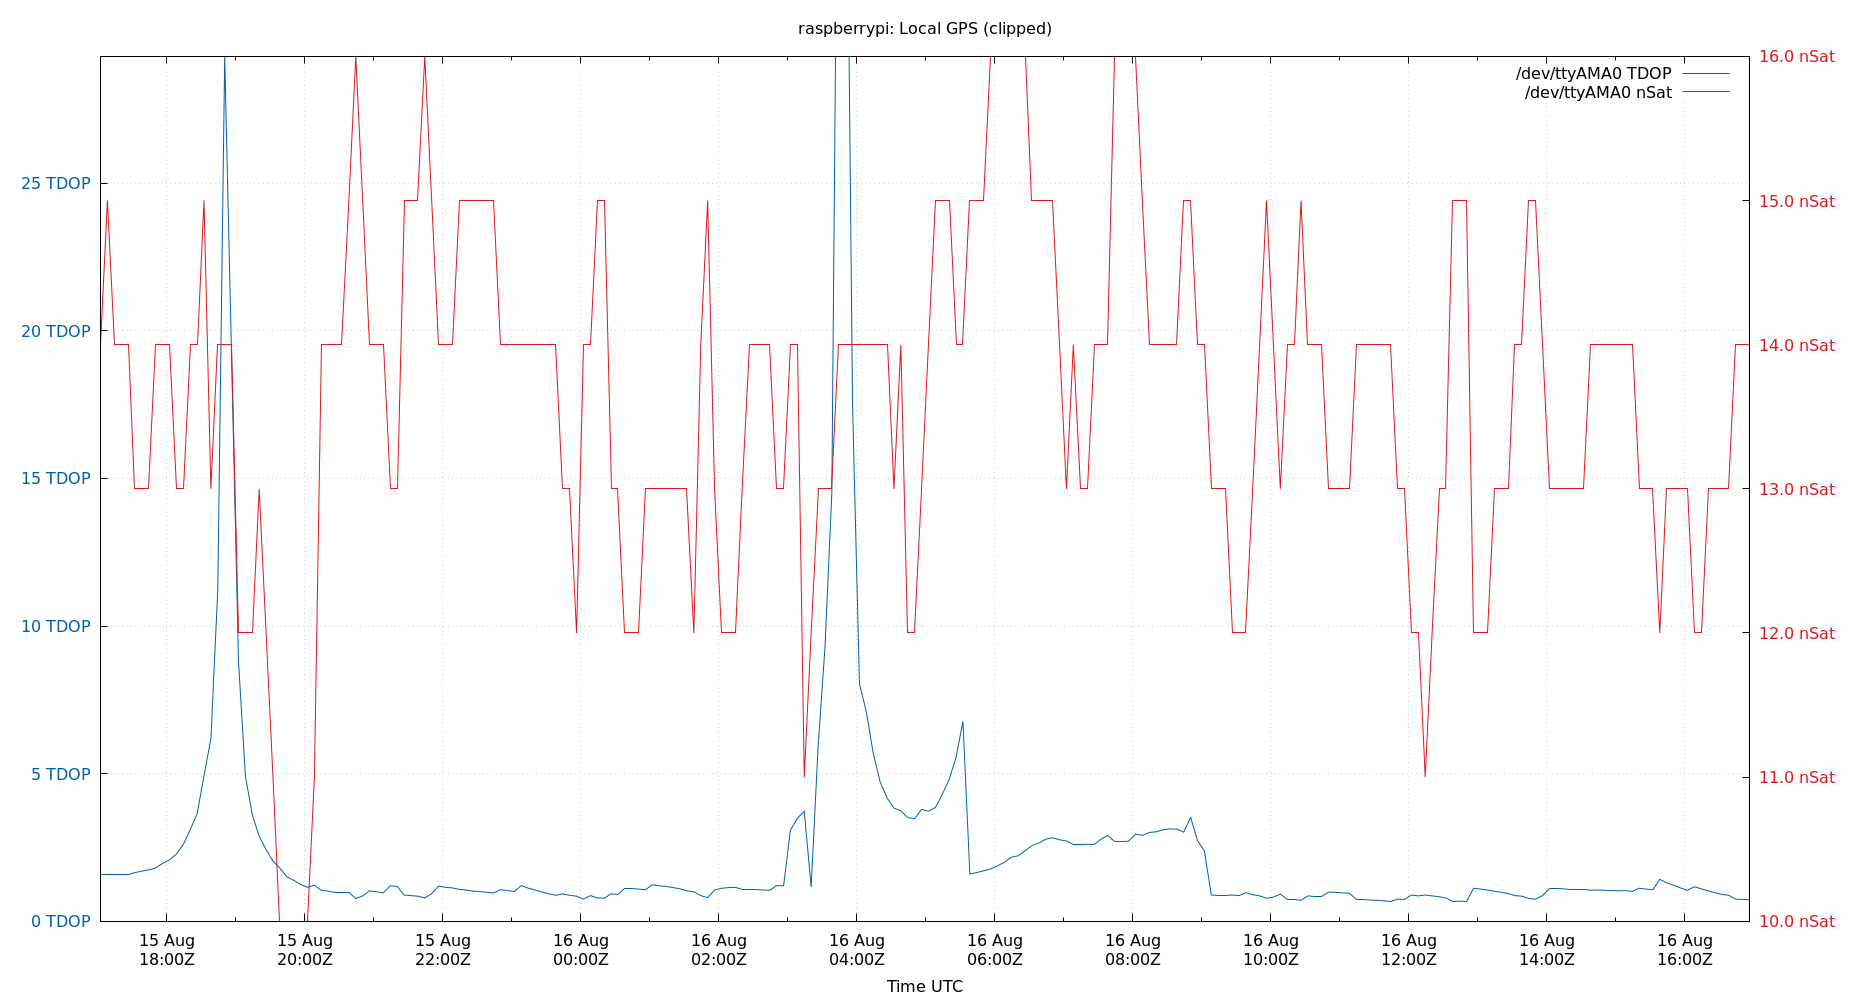 raspberrypi: Local GPS (clipped)
16.0 nSat
/dev/ttyAMA0 TDOP
/dev/ttyAMA0 nSat
25 TDOP
15.0 nSat
20 TDOP
14.0 nSat
15 TDOP
13.0 nSat
10 TDOP
12.0 nSat
5 TDOP
11.0 nSat
0 TDOP
10.0 nSat
15 Aug 15 Aug 15 Aug 16 Aug 16 Aug 16 Aug 16 Aug 16 Aug 16 Aug 16 Aug 16 Aug 16 Aug
18:00Z 20:00Z 22:00Z 00:00Z 02:00Z 04:00Z 06:00Z 08:00Z 10:00Z 12:00Z 14:00Z 16:00Z
Time UTC